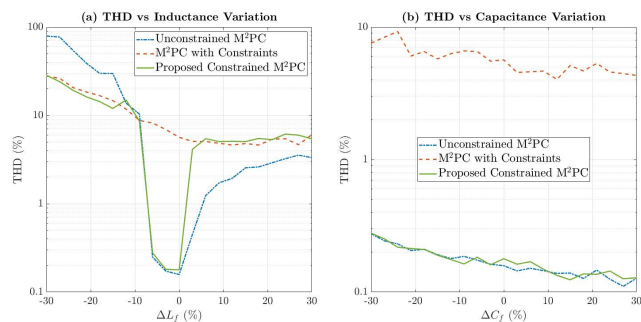 (a) THD vs Inductance Variation
100
10
1
0.1
THD (%)
Unconstrained M²PC
M²PC with Constraints
Proposed Constrained M²PC
-30 -20 -10 0 10 20 30
ΔL_f (%)
(b) THD vs Capacitance Variation
10
1
0.1
THD (%)
Unconstrained M²PC
M²PC with Constraints
Proposed Constrained M²PC
-30 -20 -10 0 10 20 30
ΔC_f (%)